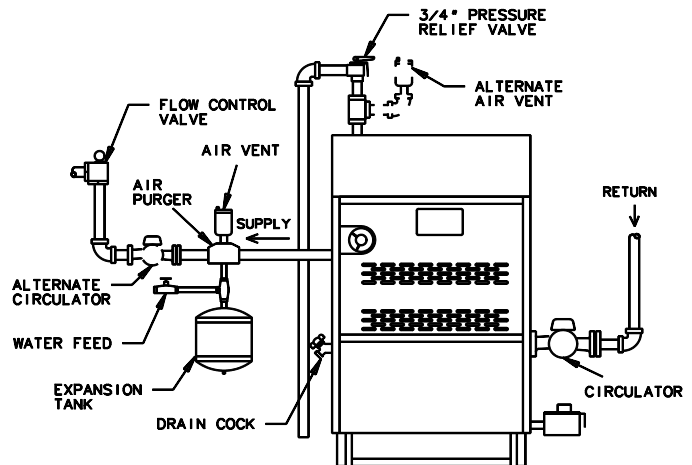 3/4" PRESSURE
RELIEF VALVE
ALTERNATE
AIR VENT
FLOW CONTROL
VALVE
AIR VENT
AIR
PURGER
SUPPLY
RETURN
ALTERNATE
CIRCULATOR
WATER FEED
EXPANSION
TANK
DRAIN COCK
CIRCULATOR